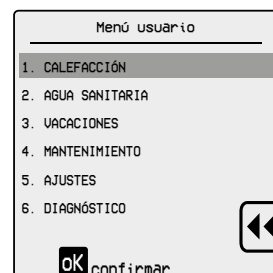 Menú usuario
1. CALEFACCIÓN
2. AGUA SANITARIA
3. VACACIONES
4. MANTENIMIENTO
5. AJUSTES
6. DIAGNÓSTICO
OK confirmar